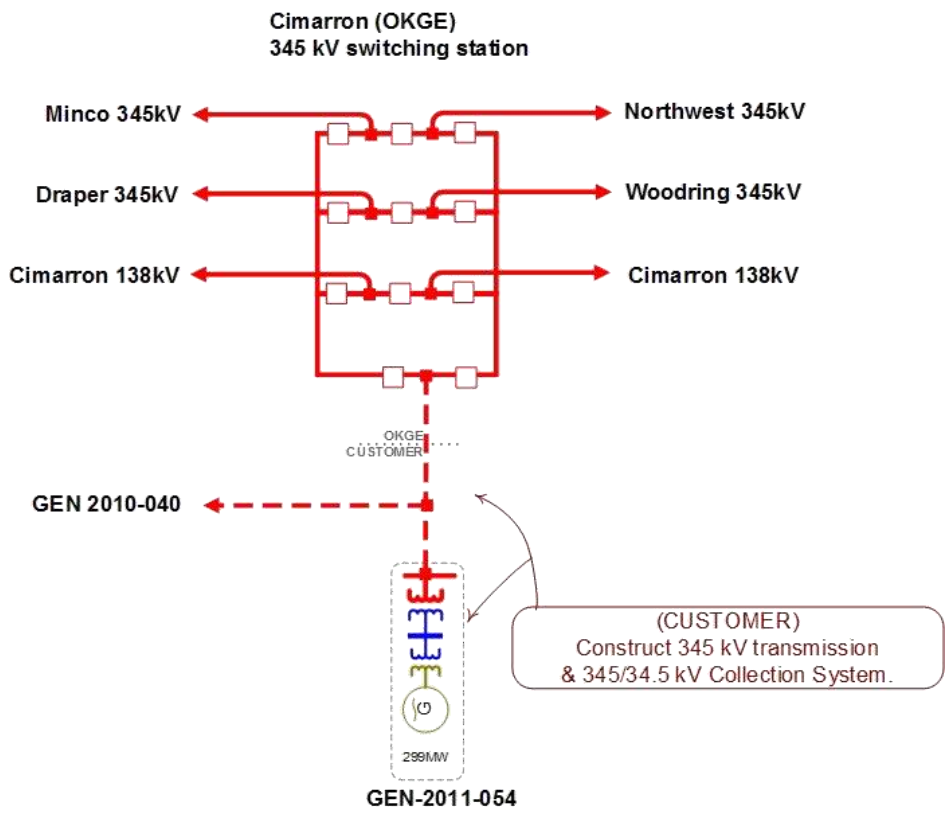 Cimarron (OKGE)
345 kV switching station
Minco 345kV
Northwest 345kV
Draper 345kV
Woodring 345kV
Cimarron 138kV
Cimarron 138kV
OKGE
CUSTOMER
GEN 2010-040
(CUSTOMER)
Construct 345 kV transmission
& 345/34.5 kV Collection System.
G
299MW
GEN-2011-054